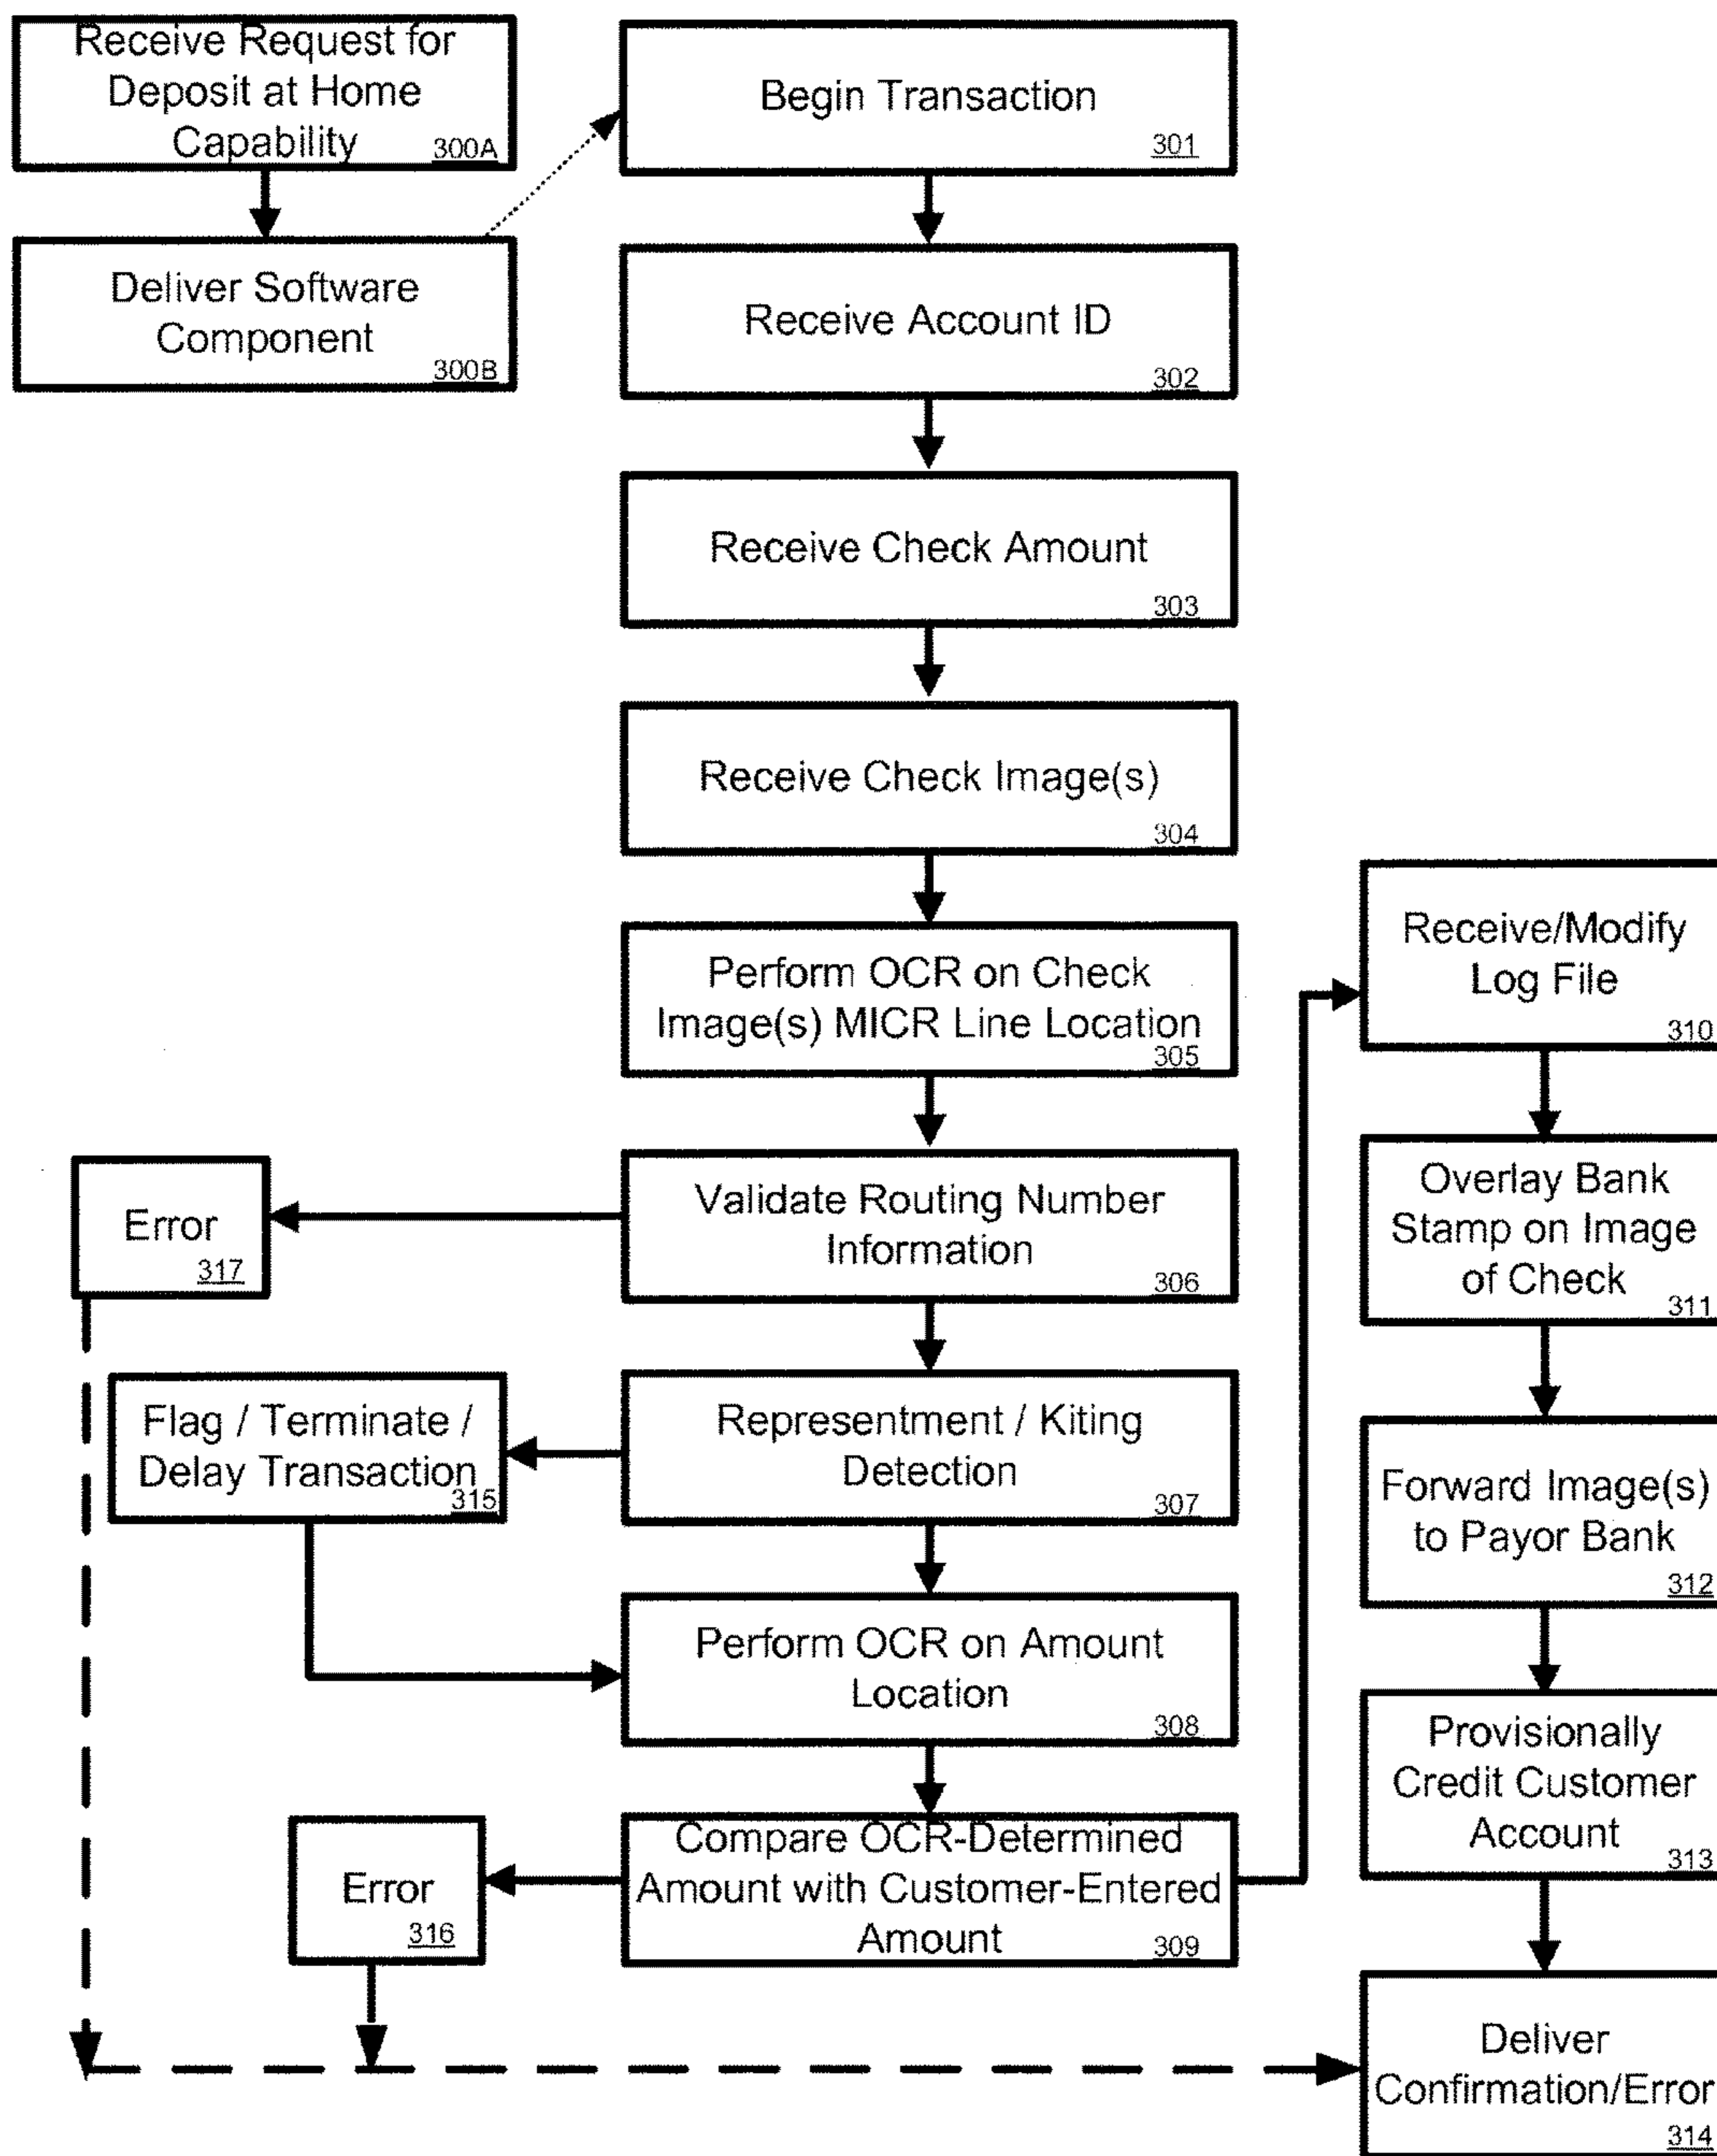 Receive Request for
Deposit at Home
Capability
300A
Deliver Software
Component
300B
Begin Transaction
301
Receive Account ID
302
Receive Check Amount
303
Receive Check Image(s)
304
Perform OCR on Check
Image(s) MICR Line Location
305
Validate Routing Number
Information
306
Error
317
Representment / Kiting
Detection
307
Flag / Terminate /
Delay Transaction
315
Perform OCR on Amount
Location
308
Compare OCR-Determined
Amount with Customer-Entered
Amount
309
Error
316
Receive/Modify
Log File
310
Overlay Bank
Stamp on Image
of Check
311
Forward Image(s)
to Payor Bank
312
Provisionally
Credit Customer
Account
313
Deliver
Confirmation/Error
314